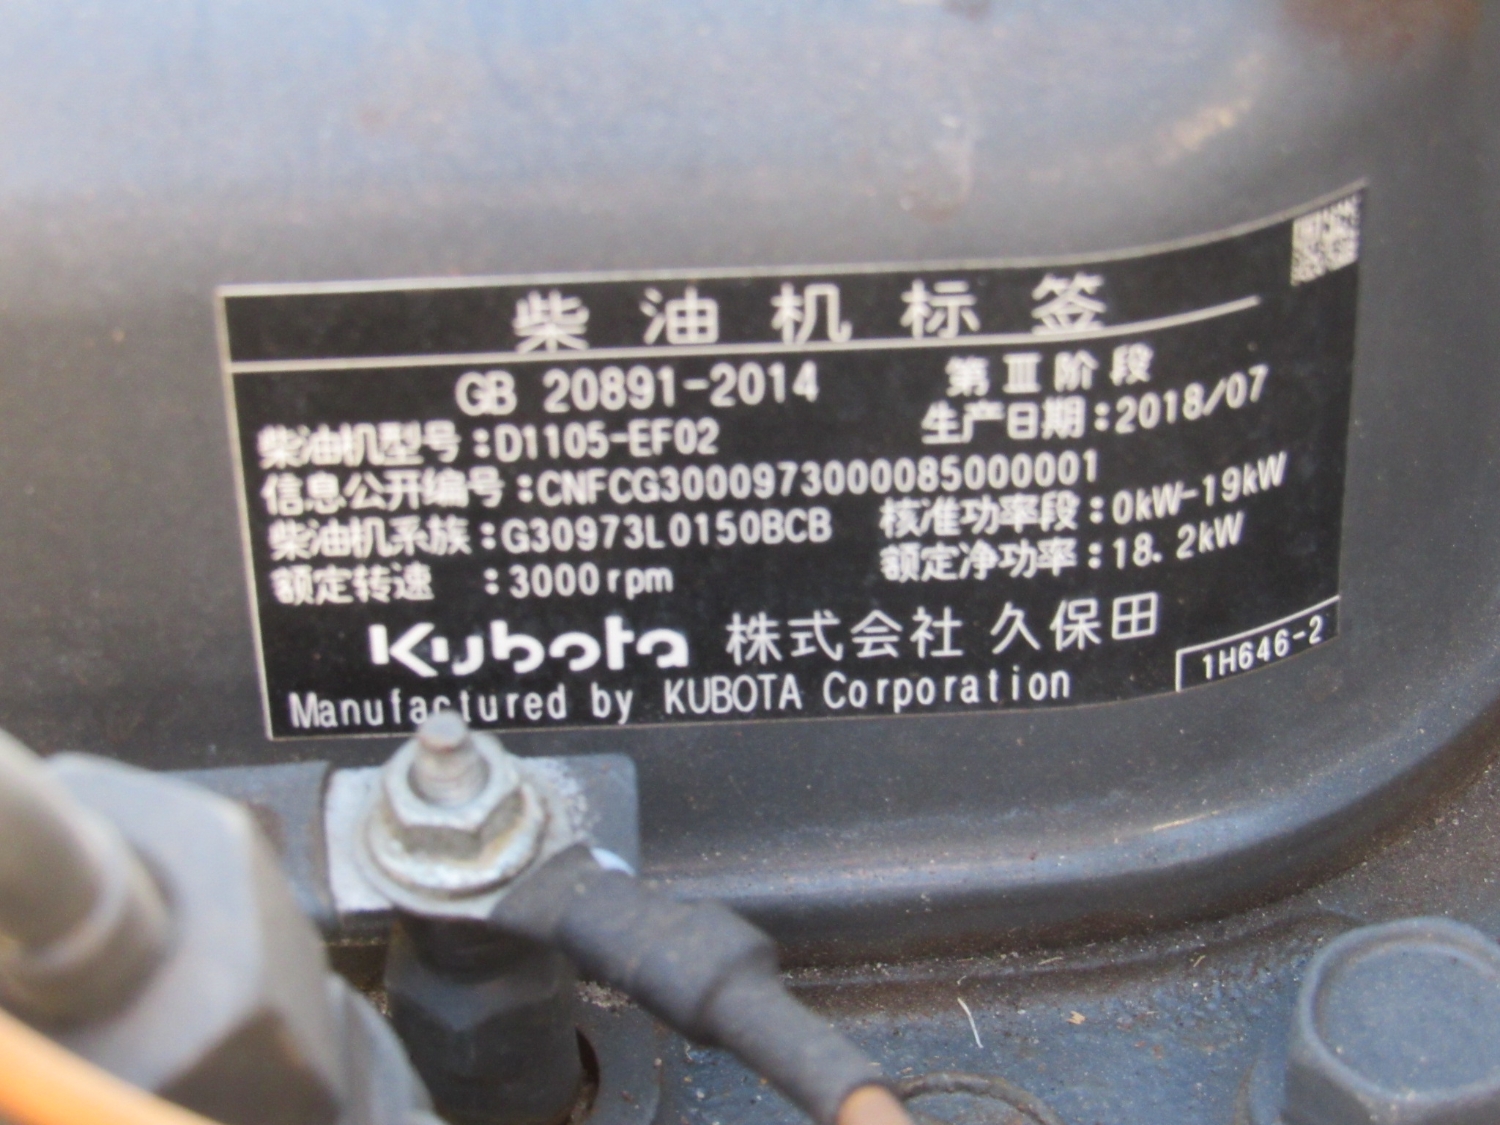 柴油机标签
GB 20891-2014 第Ⅲ阶段
柴油机型号:D1105-EF02 生产日期:2018/07
信息公开编号:CNFCG3000973000085000001
柴油机系族:G30973L0150BCB 核准功率段:0kW-19kW
额定转速 :3000rpm 额定净功率:18.2kW
Kubota 株式会社 久保田
Manufactured by KUBOTA Corporation
1H646-2